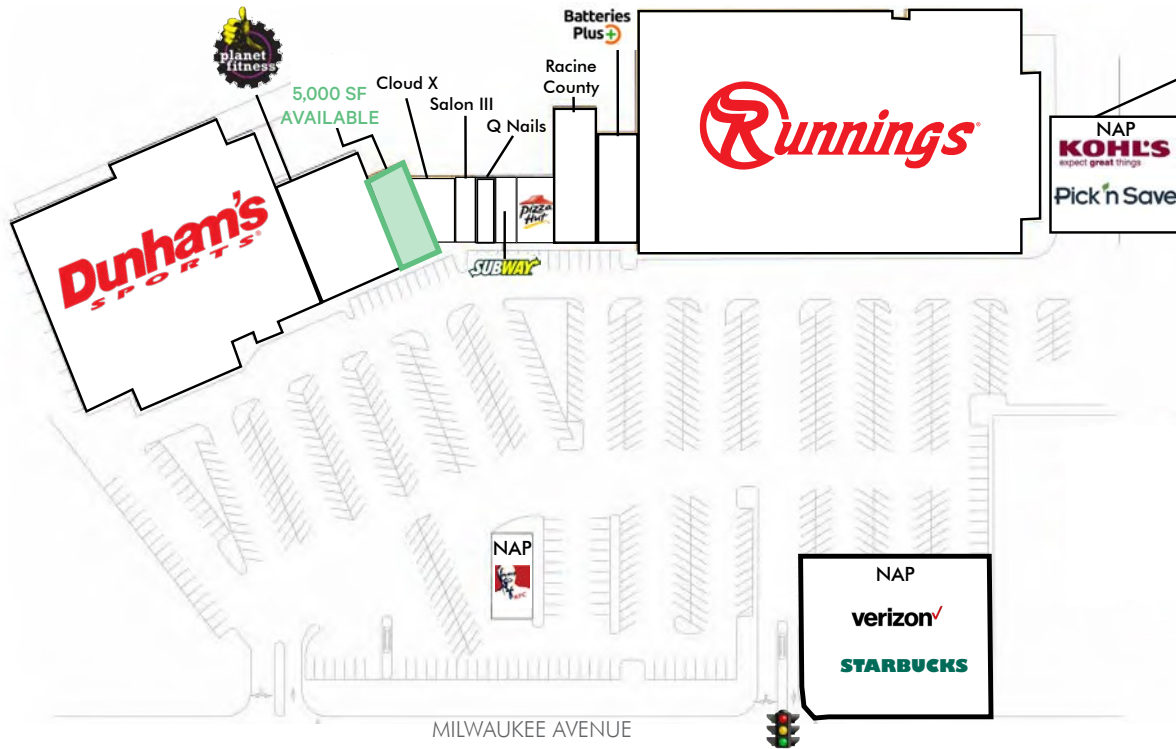 Batteries
Plus+
planet
fitness
5,000 SF
AVAILABLE
Cloud X
Salon III
Q Nails
Racine
County
Runnings
NAP
KOHL'S
expect great things
Pick'n Save
Dunham's
SPORTS
Pizza
Hut
SUBWAY
NAP
KFC
NAP
verizon
STARBUCKS
MILWAUKEE AVENUE